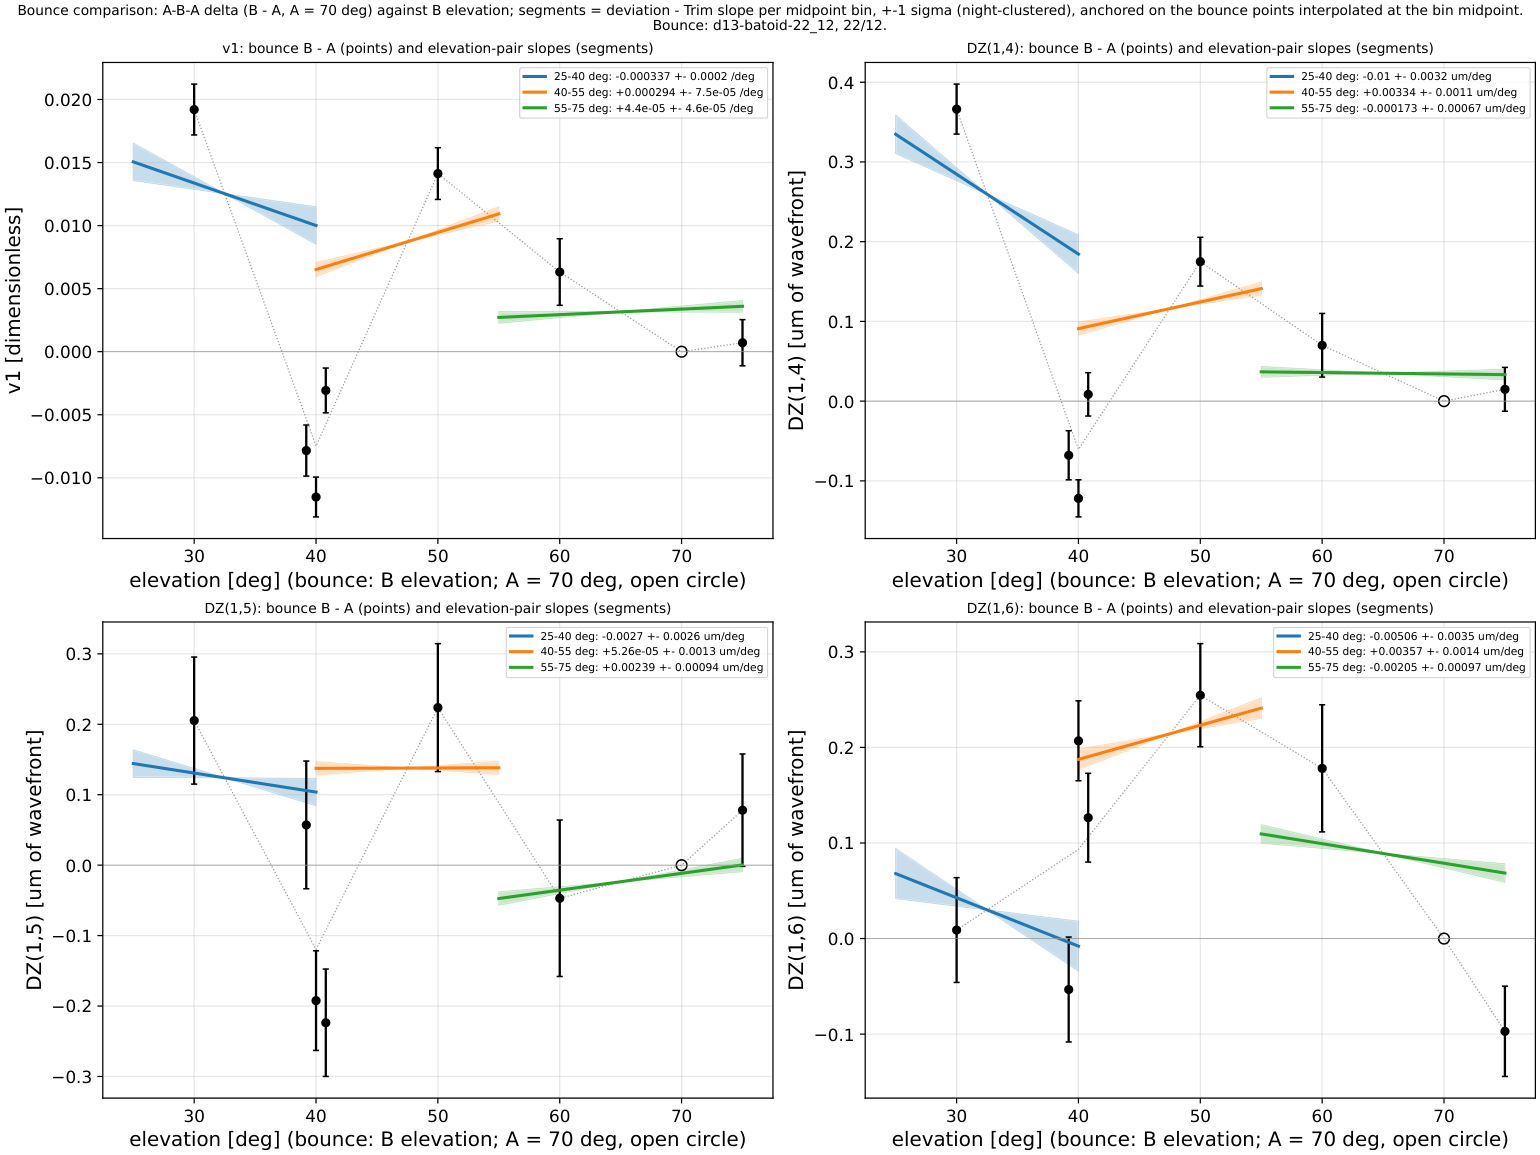 Bounce comparison: A-B-A delta (B - A, A = 70 deg) against B elevation; segments = deviation - Trim slope per midpoint bin, +-1 sigma (night-clustered), anchored on the bounce points interpolated at the bin midpoint.
Bounce: d13-batoid-22_12, 22/12.
v1: bounce B - A (points) and elevation-pair slopes (segments)
25-40 deg: -0.000337 +- 0.0002 /deg
40-55 deg: +0.000294 +- 7.5e-05 /deg
55-75 deg: +4.4e-05 +- 4.6e-05 /deg
v1 [dimensionless]
0.020
0.015
0.010
0.005
0.000
−0.005
−0.010
30 40 50 60 70
elevation [deg] (bounce: B elevation; A = 70 deg, open circle)
DZ(1,4): bounce B - A (points) and elevation-pair slopes (segments)
25-40 deg: -0.01 +- 0.0032 um/deg
40-55 deg: +0.00334 +- 0.0011 um/deg
55-75 deg: -0.000173 +- 0.00067 um/deg
DZ(1,4) [um of wavefront]
0.4
0.3
0.2
0.1
0.0
−0.1
30 40 50 60 70
elevation [deg] (bounce: B elevation; A = 70 deg, open circle)
DZ(1,5): bounce B - A (points) and elevation-pair slopes (segments)
25-40 deg: -0.0027 +- 0.0026 um/deg
40-55 deg: +5.26e-05 +- 0.0013 um/deg
55-75 deg: +0.00239 +- 0.00094 um/deg
DZ(1,5) [um of wavefront]
0.3
0.2
0.1
0.0
−0.1
−0.2
−0.3
30 40 50 60 70
elevation [deg] (bounce: B elevation; A = 70 deg, open circle)
DZ(1,6): bounce B - A (points) and elevation-pair slopes (segments)
25-40 deg: -0.00506 +- 0.0035 um/deg
40-55 deg: +0.00357 +- 0.0014 um/deg
55-75 deg: -0.00205 +- 0.00097 um/deg
DZ(1,6) [um of wavefront]
0.3
0.2
0.1
0.0
−0.1
30 40 50 60 70
elevation [deg] (bounce: B elevation; A = 70 deg, open circle)